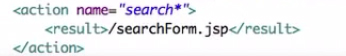 <action name="search*">
<result>/searchForm.jsp</result>
</action>